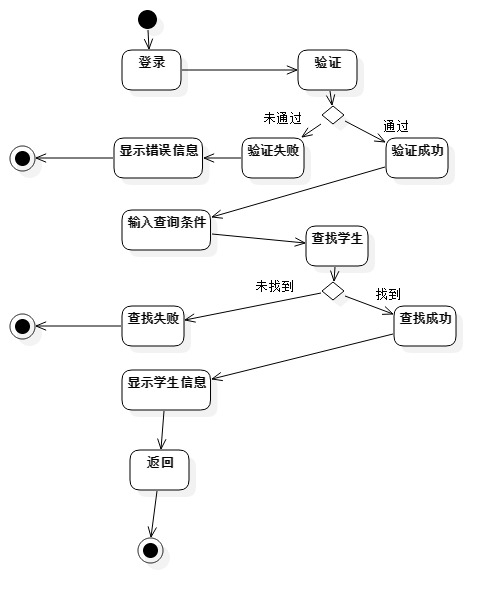 登录
验证
未通过
通过
显示错误信息
验证失败
验证成功
输入查询条件
查找学生
未找到
找到
查找失败
查找成功
显示学生信息
返回